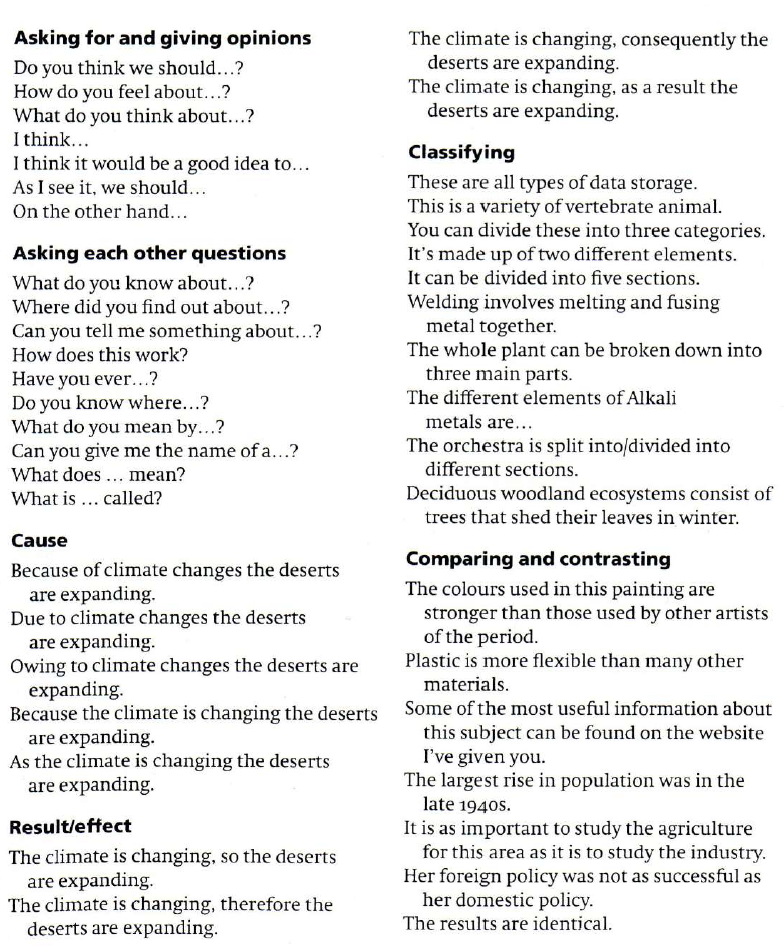 Asking for and giving opinions
Do you think we should...?
How do you feel about...?
What do you think about...?
I think...
I think it would be a good idea to...
As I see it, we should...
On the other hand...
Asking each other questions
What do you know about...?
Where did you find out about...?
Can you tell me something about...?
How does this work?
Have you ever...?
Do you know where...?
What do you mean by...?
Can you give me the name of a...?
What does ... mean?
What is ... called?
Cause
Because of climate changes the deserts
are expanding.
Due to climate changes the deserts
are expanding.
Owing to climate changes the deserts are
expanding.
Because the climate is changing the deserts
are expanding.
As the climate is changing the deserts
are expanding.
Result/effect
The climate is changing, so the deserts
are expanding.
The climate is changing, therefore the
deserts are expanding.
The climate is changing, consequently the
deserts are expanding.
The climate is changing, as a result the
deserts are expanding.
Classifying
These are all types of data storage.
This is a variety of vertebrate animal.
You can divide these into three categories.
It's made up of two different elements.
It can be divided into five sections.
Welding involves melting and fusing
metal together.
The whole plant can be broken down into
three main parts.
The different elements of Alkali
metals are...
The orchestra is split into/divided into
different sections.
Deciduous woodland ecosystems consist of
trees that shed their leaves in winter.
Comparing and contrasting
The colours used in this painting are
stronger than those used by other artists
of the period.
Plastic is more flexible than many other
materials.
Some of the most useful information about
this subject can be found on the website
I've given you.
The largest rise in population was in the
late 1940s.
It is as important to study the agriculture
for this area as it is to study the industry.
Her foreign policy was not as successful as
her domestic policy.
The results are identical.